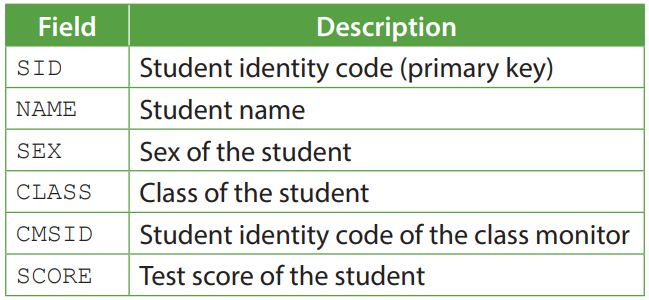 Field Description
SID Student identity code (primary key)
NAME Student name
SEX Sex of the student
CLASS Class of the student
CMSID Student identity code of the class monitor
SCORE Test score of the student